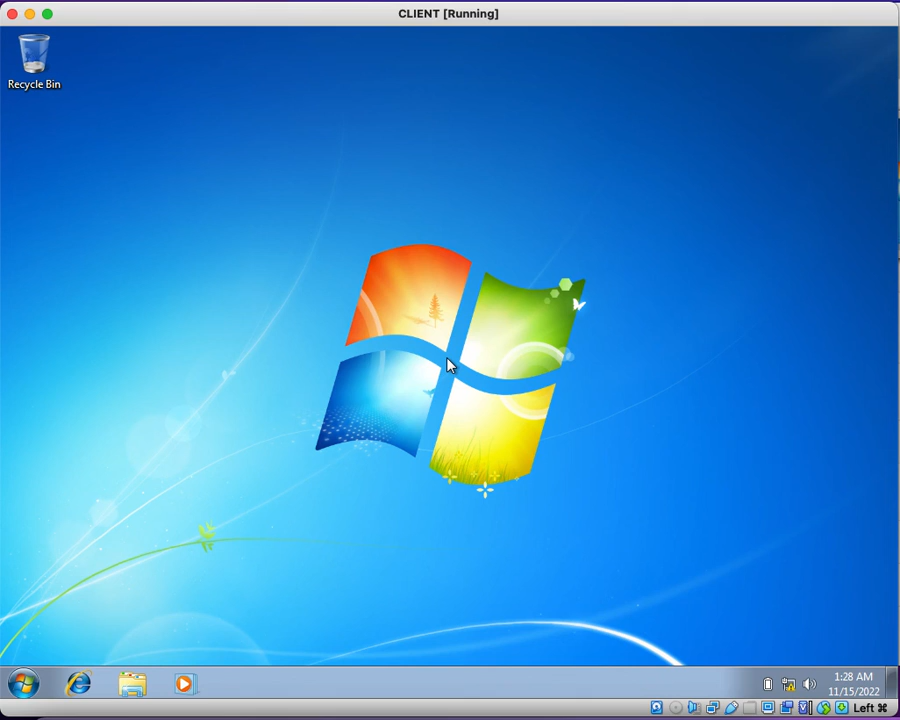 CLIENT [Running]
Recycle Bin
1:28 AM
11/15/2022
Left ⌘